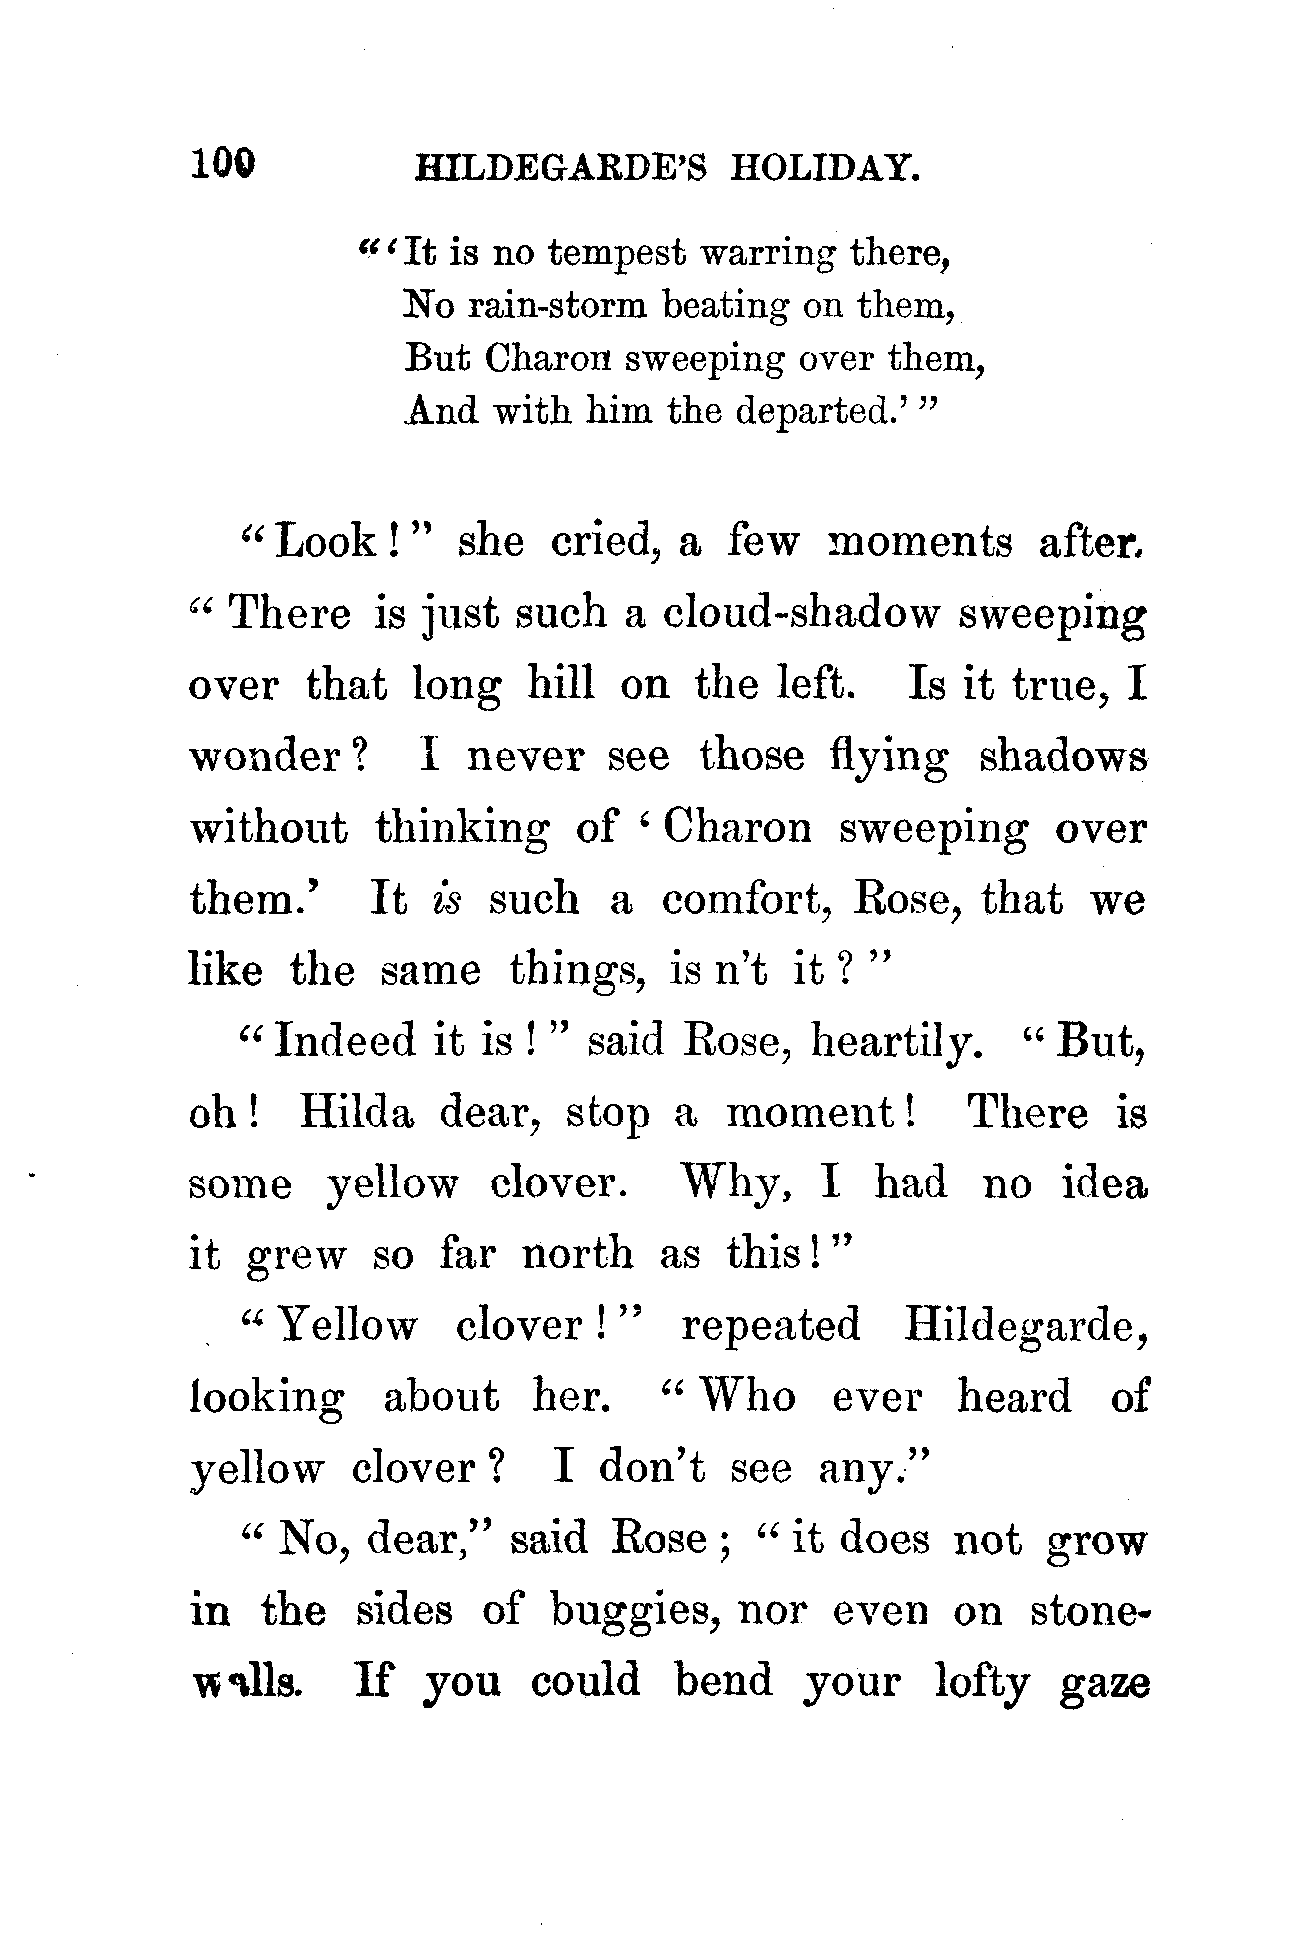 100 HILDEGARDE'S HOLIDAY.
"'It is no tempest warring there,
No rain-storm beating on them,
But Charon sweeping over them,
And with him the departed.'"
"Look!" she cried, a few moments after.
"There is just such a cloud-shadow sweeping
over that long hill on the left. Is it true, I
wonder? I never see those flying shadows
without thinking of 'Charon sweeping over
them.' It is such a comfort, Rose, that we
like the same things, is n't it?"
"Indeed it is!" said Rose, heartily. "But,
oh! Hilda dear, stop a moment! There is
some yellow clover. Why, I had no idea
it grew so far north as this!"
"Yellow clover!" repeated Hildegarde,
looking about her. "Who ever heard of
yellow clover? I don't see any."
"No, dear," said Rose; "it does not grow
in the sides of buggies, nor even on stone-
walls. If you could bend your lofty gaze